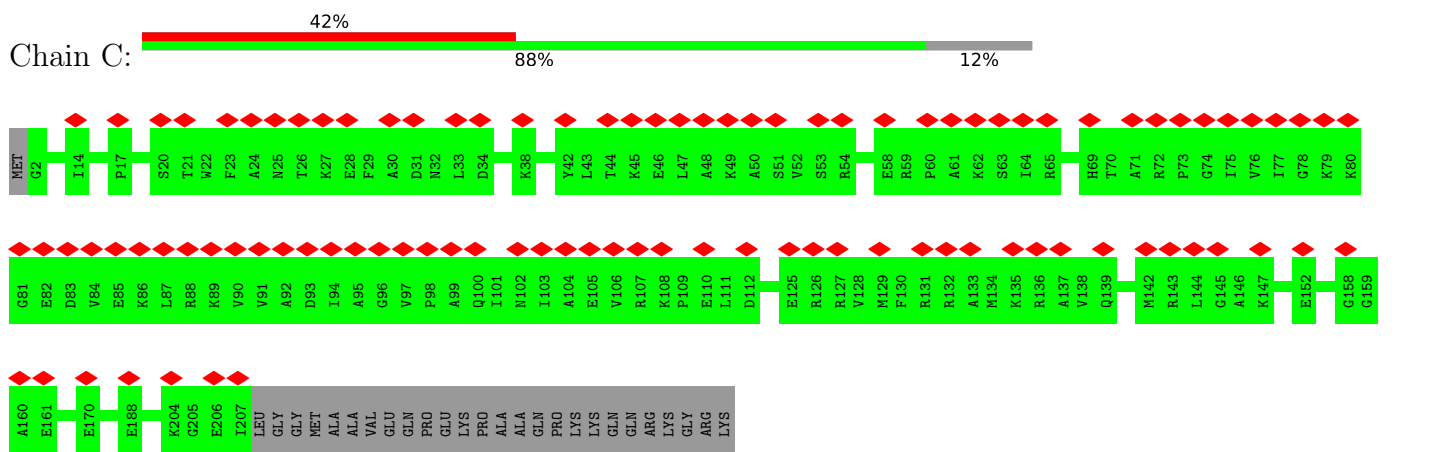 42%
Chain C:
88% 12%
MET G2 I14 P17 S20 T21 W22 F23 A24 N25 T26 K27 E28 F29 A30 D31 N32 L33 D34 K38 Y42 L43 T44 K45 E46 L47 A48 K49 A50 S51 V52 S53 R54 E58 R59 P60 A61 K62 S63 I64 R65 H69 T70 A71 R72 P73 G74 I75 V76 I77 G78 K79 K80
G81 E82 D83 V84 E85 K86 L87 R88 K89 V90 V91 A92 D93 I94 A95 G96 V97 P98 A99 Q100 I101 N102 I103 A104 E105 V106 R107 K108 P109 E110 L111 D112 E125 R126 R127 V128 M129 F130 R131 R132 A133 M134 K135 R136 A137 V138 Q139 M142 R143 L144 G145 A146 K147 E152 G158 G159
A160 E161 E170 E188 K204 G205 E206 I207 LEU GLY GLY MET ALA ALA VAL GLU GLN PRO GLU LYS PRO ALA ALA GLN PRO LYS LYS GLN GLN ARG LYS GLY ARG LYS